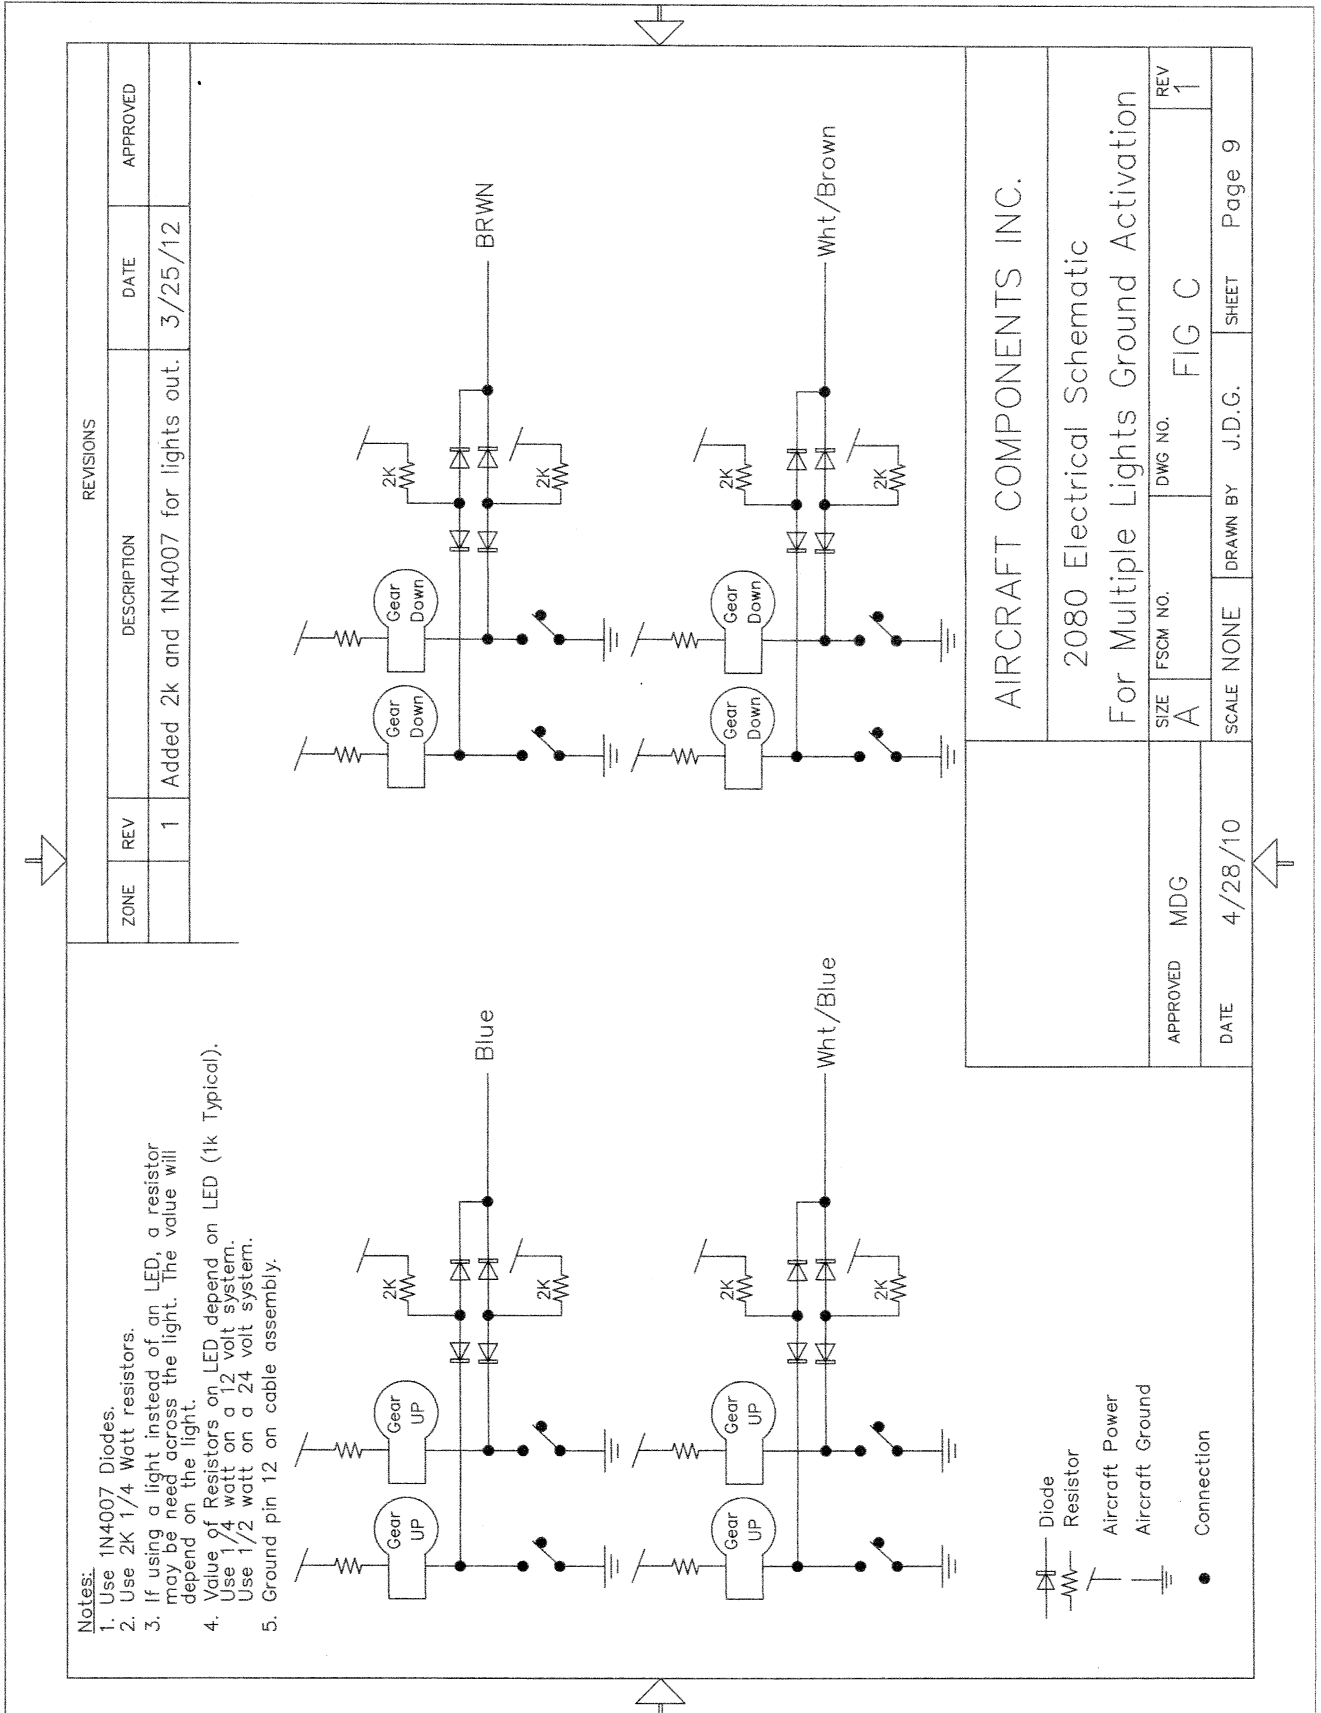 Notes:
1. Use 1N4007 Diodes.
2. Use 2K 1/4 Watt resistors.
3. If using a light instead of an LED, a resistor
may be need across the light. The value will
depend on the light.
4. Value of Resistors on LED depend on LED (1k Typical).
Use 1/4 watt on a 12 volt system.
Use 1/2 watt on a 24 volt system.
5. Ground pin 12 on cable assembly.
REVISIONS
ZONE REV DESCRIPTION DATE APPROVED
1 Added 2k and 1N4007 for lights out. 3/25/12
Gear UP
Gear UP
2K
2K
Blue
Gear Down
Gear Down
2K
2K
BRWN
Gear UP
Gear UP
2K
2K
Wht/Blue
Gear Down
Gear Down
2K
2K
Wht/Brown
Diode
Resistor
Aircraft Power
Aircraft Ground
Connection
AIRCRAFT COMPONENTS INC.
2080 Electrical Schematic
For Multiple Lights Ground Activation
APPROVED MDG
DATE 4/28/10
SIZE A
FSCM NO.
DWG NO. FIG C
REV 1
SCALE NONE
DRAWN BY J.D.G.
SHEET Page 9